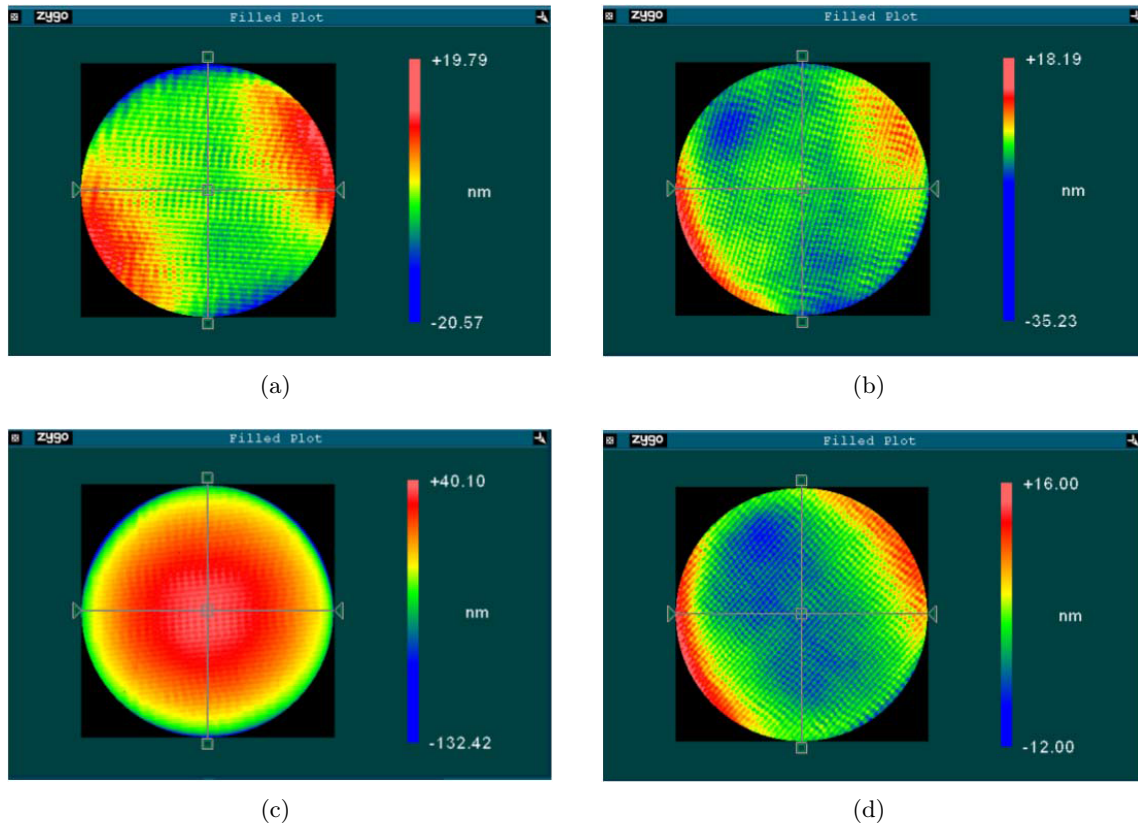 zygo Filled Plot
+19.79
nm
-20.57
(a)
zygo Filled Plot
+18.19
nm
-35.23
(b)
zygo Filled Plot
+40.10
nm
-132.42
(c)
zygo Filled Plot
+16.00
nm
-12.00
(d)